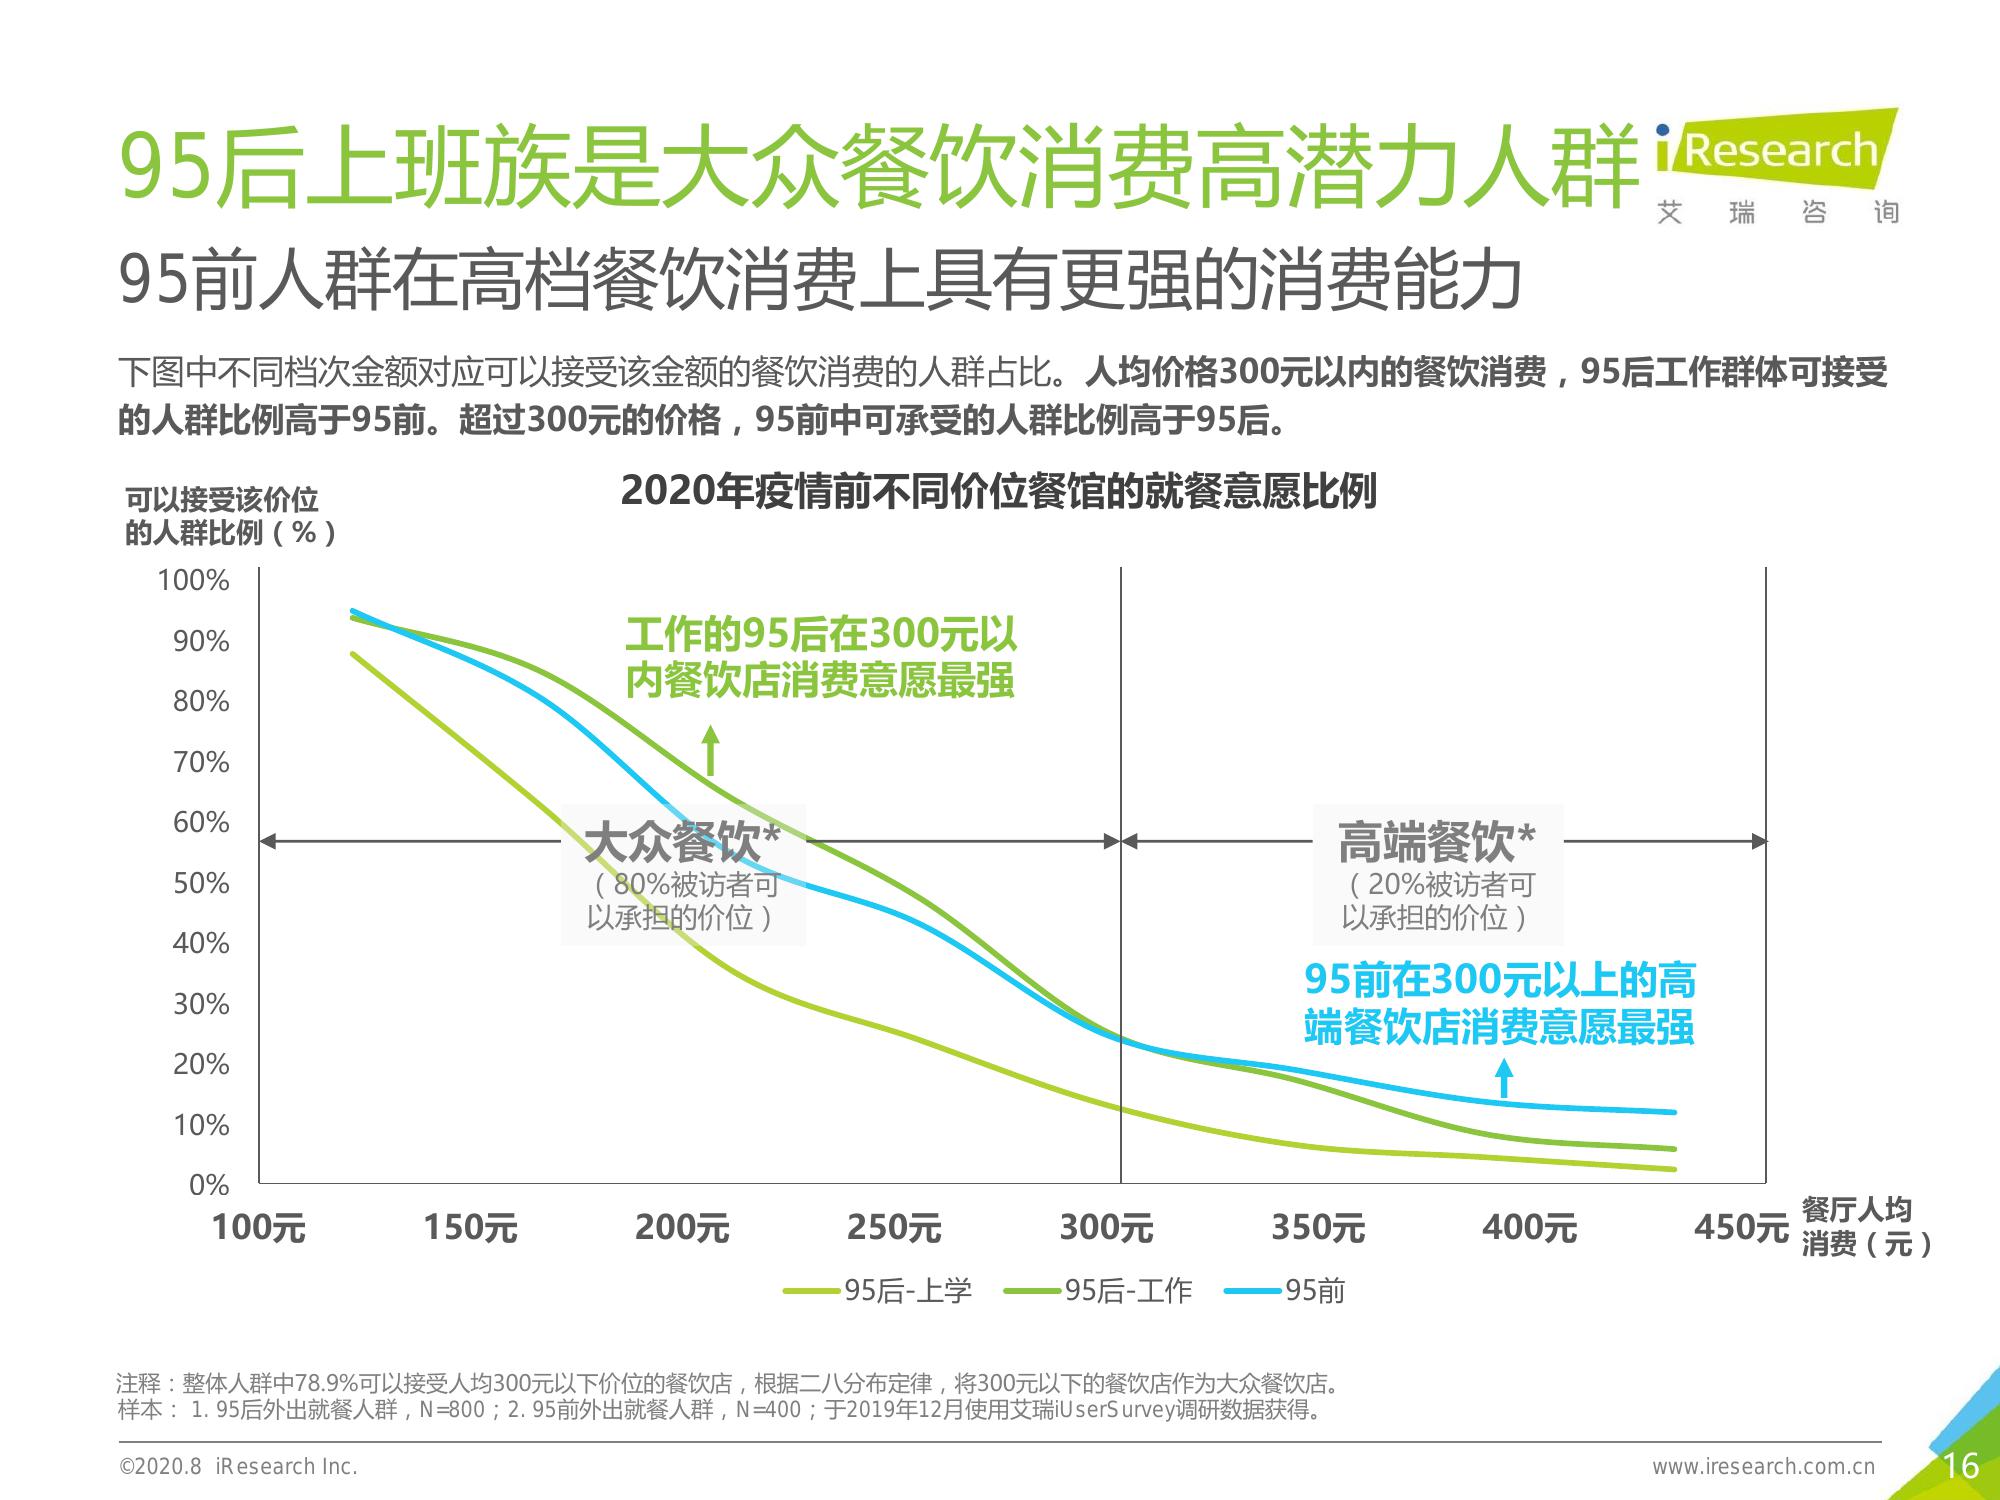 95后上班族是大众餐饮消费高潜力人群
iResearch
艾瑞咨询
95前人群在高档餐饮消费上具有更强的消费能力
下图中不同档次金额对应可以接受该金额的餐饮消费的人群占比。人均价格300元以内的餐饮消费，95后工作群体可接受
的人群比例高于95前。超过300元的价格，95前中可承受的人群比例高于95后。
2020年疫情前不同价位餐馆的就餐意愿比例
可以接受该价位
的人群比例（%）
100%
90%
80%
70%
60%
50%
40%
30%
20%
10%
0%
工作的95后在300元以
内餐饮店消费意愿最强
大众餐饮*
（80%被访者可
以承担的价位）
高端餐饮*
（20%被访者可
以承担的价位）
95前在300元以上的高
端餐饮店消费意愿最强
100元 150元 200元 250元 300元 350元 400元 450元
餐厅人均
消费（元）
95后-上学 95后-工作 95前
注释：整体人群中78.9%可以接受人均300元以下价位的餐饮店，根据二八分布定律，将300元以下的餐饮店作为大众餐饮店。
样本： 1. 95后外出就餐人群，N=800；2. 95前外出就餐人群，N=400；于2019年12月使用艾瑞iUserSurvey调研数据获得。
©2020.8 iResearch Inc.
www.iresearch.com.cn
16